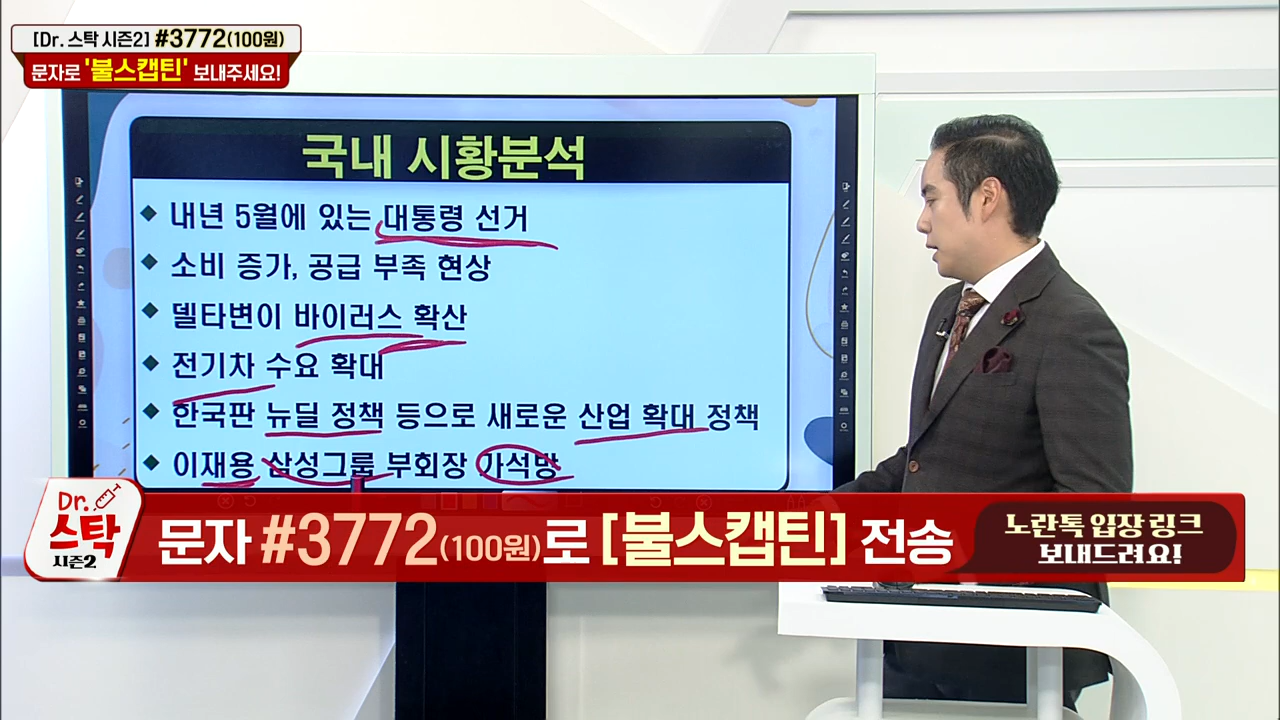 [Dr. 스탁 시즌2] #3772(100원)
문자로 '불스캡틴' 보내주세요!
국내 시황분석
◆ 내년 5월에 있는 대통령 선거
◆ 소비 증가, 공급 부족 현상
◆ 델타변이 바이러스 확산
◆ 전기차 수요 확대
◆ 한국판 뉴딜 정책 등으로 새로운 산업 확대 정책
◆ 이재용 삼성그룹 부회장 가석방
Dr.
스탁
시즌2
문자 #3772(100원)로 [불스캡틴] 전송
노란톡 입장 링크
보내드려요!